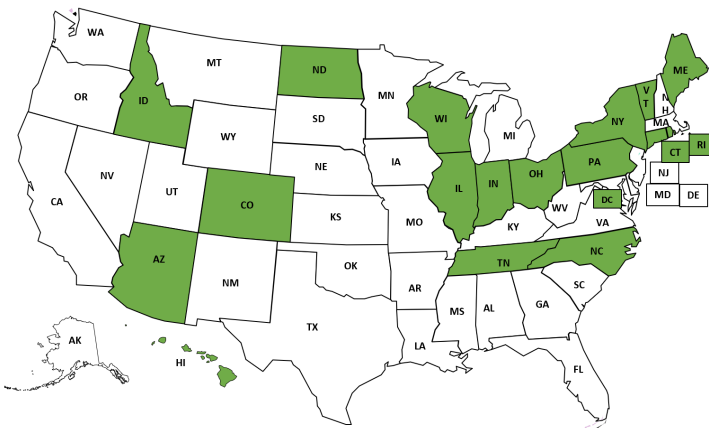 WA
MT
ND
MN
ME
V
T
N
H
OR
ID
SD
WI
MI
NY
MA
WY
CT
RI
NV
UT
NE
IA
IL
IN
OH
PA
NJ
CA
CO
KS
MO
KY
WV
DC
MD
DE
VA
AZ
NM
OK
AR
TN
NC
SC
TX
LA
MS
AL
GA
AK
HI
FL